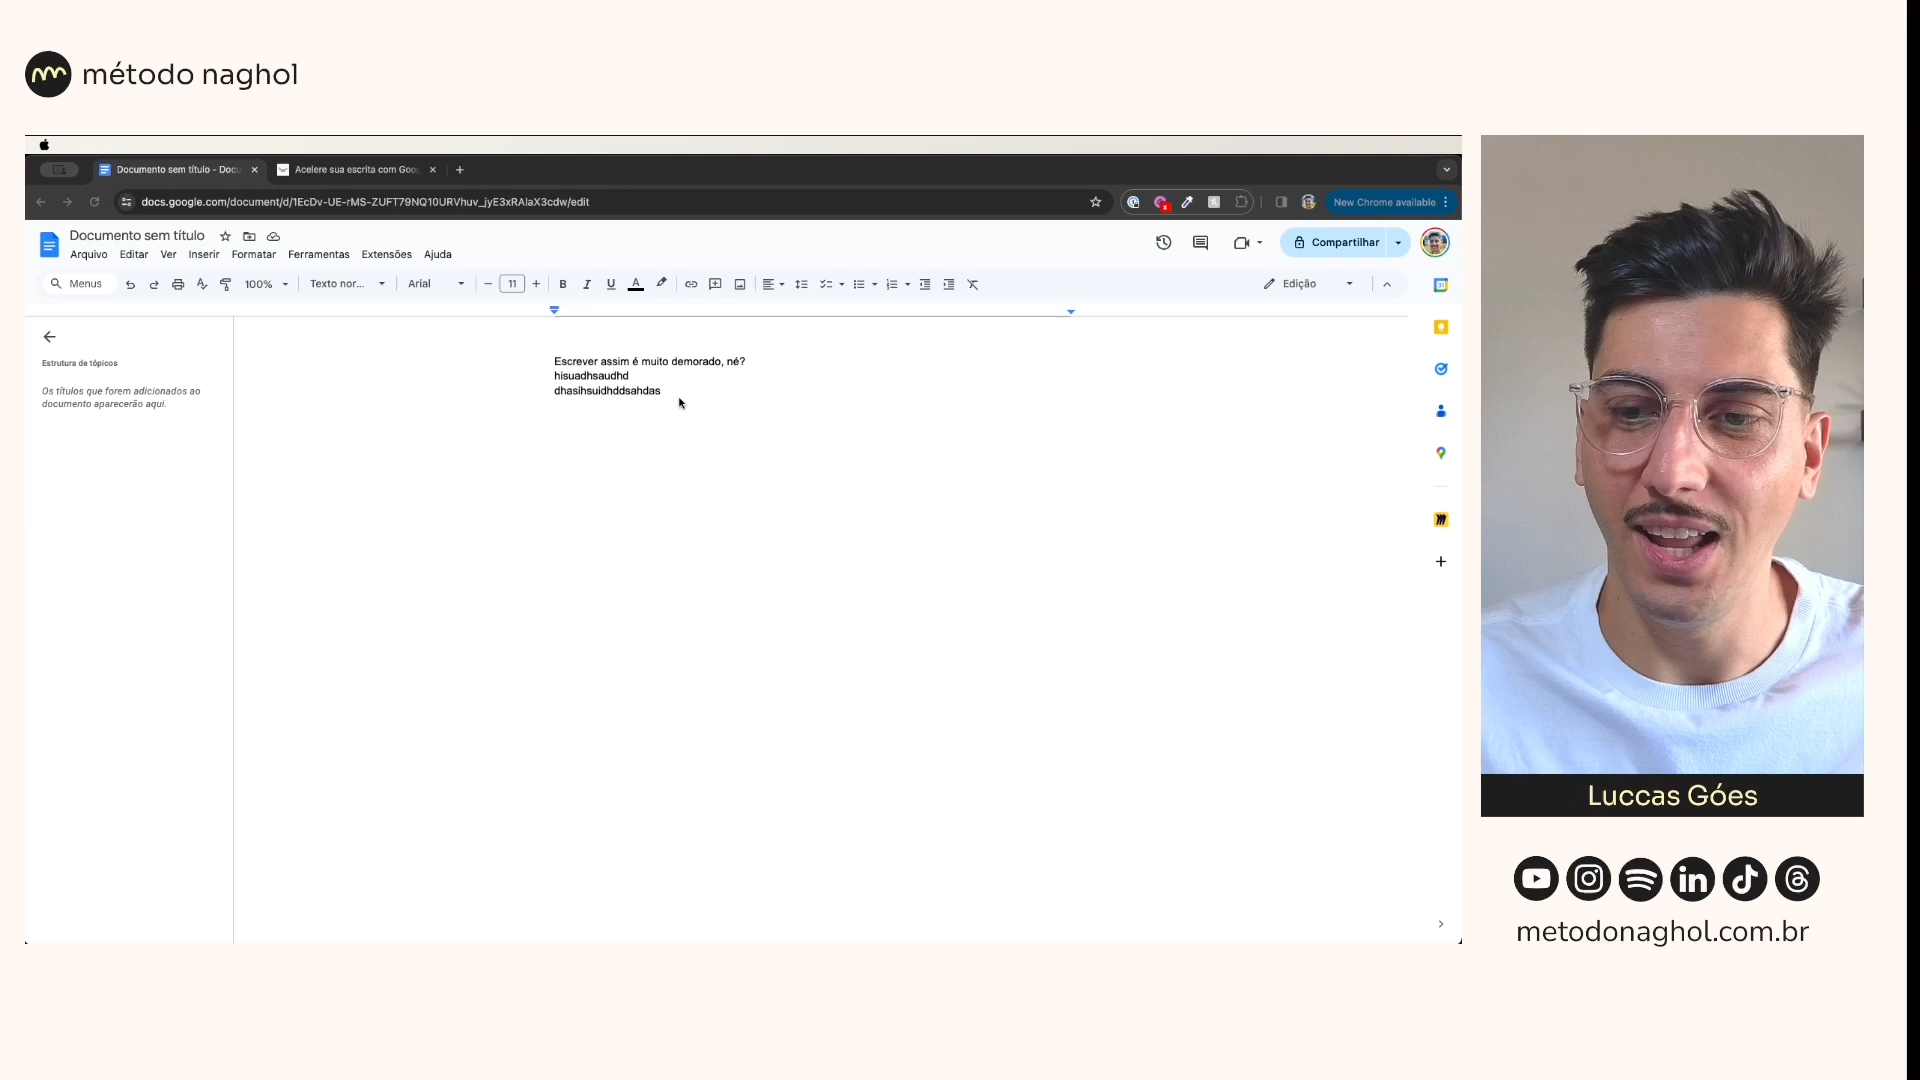 método naghol
Documento sem título - Docu
Acelere sua escrita com Goo
docs.google.com/document/d/1EcDv-UE-rMS-ZUFT79NQ10URVhuv_jyE3xRAlaX3cdw/edit
New Chrome available
Documento sem título
Arquivo Editar Ver Inserir Formatar Ferramentas Extensões Ajuda
Compartilhar
Menus 100% Texto nor... Arial 11 B I U A Edição
Estrutura de tópicos
Os títulos que forem adicionados ao
documento aparecerão aqui.
Escrever assim é muito demorado, né?
hisuadhsaudhd
dhasihsuidhddsahdas
Luccas Góes
metodonaghol.com.br